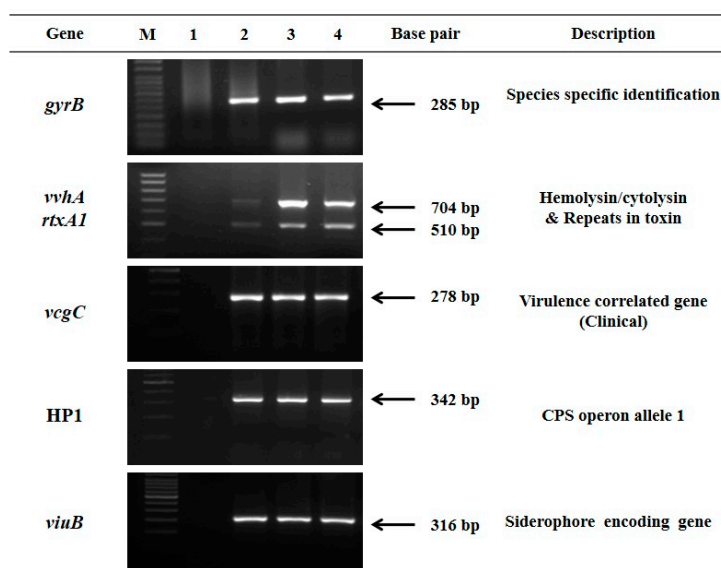 Gene M 1 2 3 4 Base pair Description
gyrB 285 bp Species specific identification
vvhA 704 bp Hemolysin/cytolysin
rtxA1 510 bp & Repeats in toxin
vcgC 278 bp Virulence correlated gene
(Clinical)
HP1 342 bp CPS operon allele 1
viuB 316 bp Siderophore encoding gene